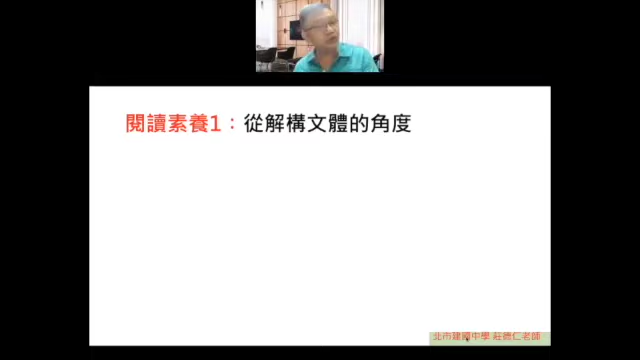 閱讀素養1：從解構文體的角度
北市建國中學 莊德仁老師